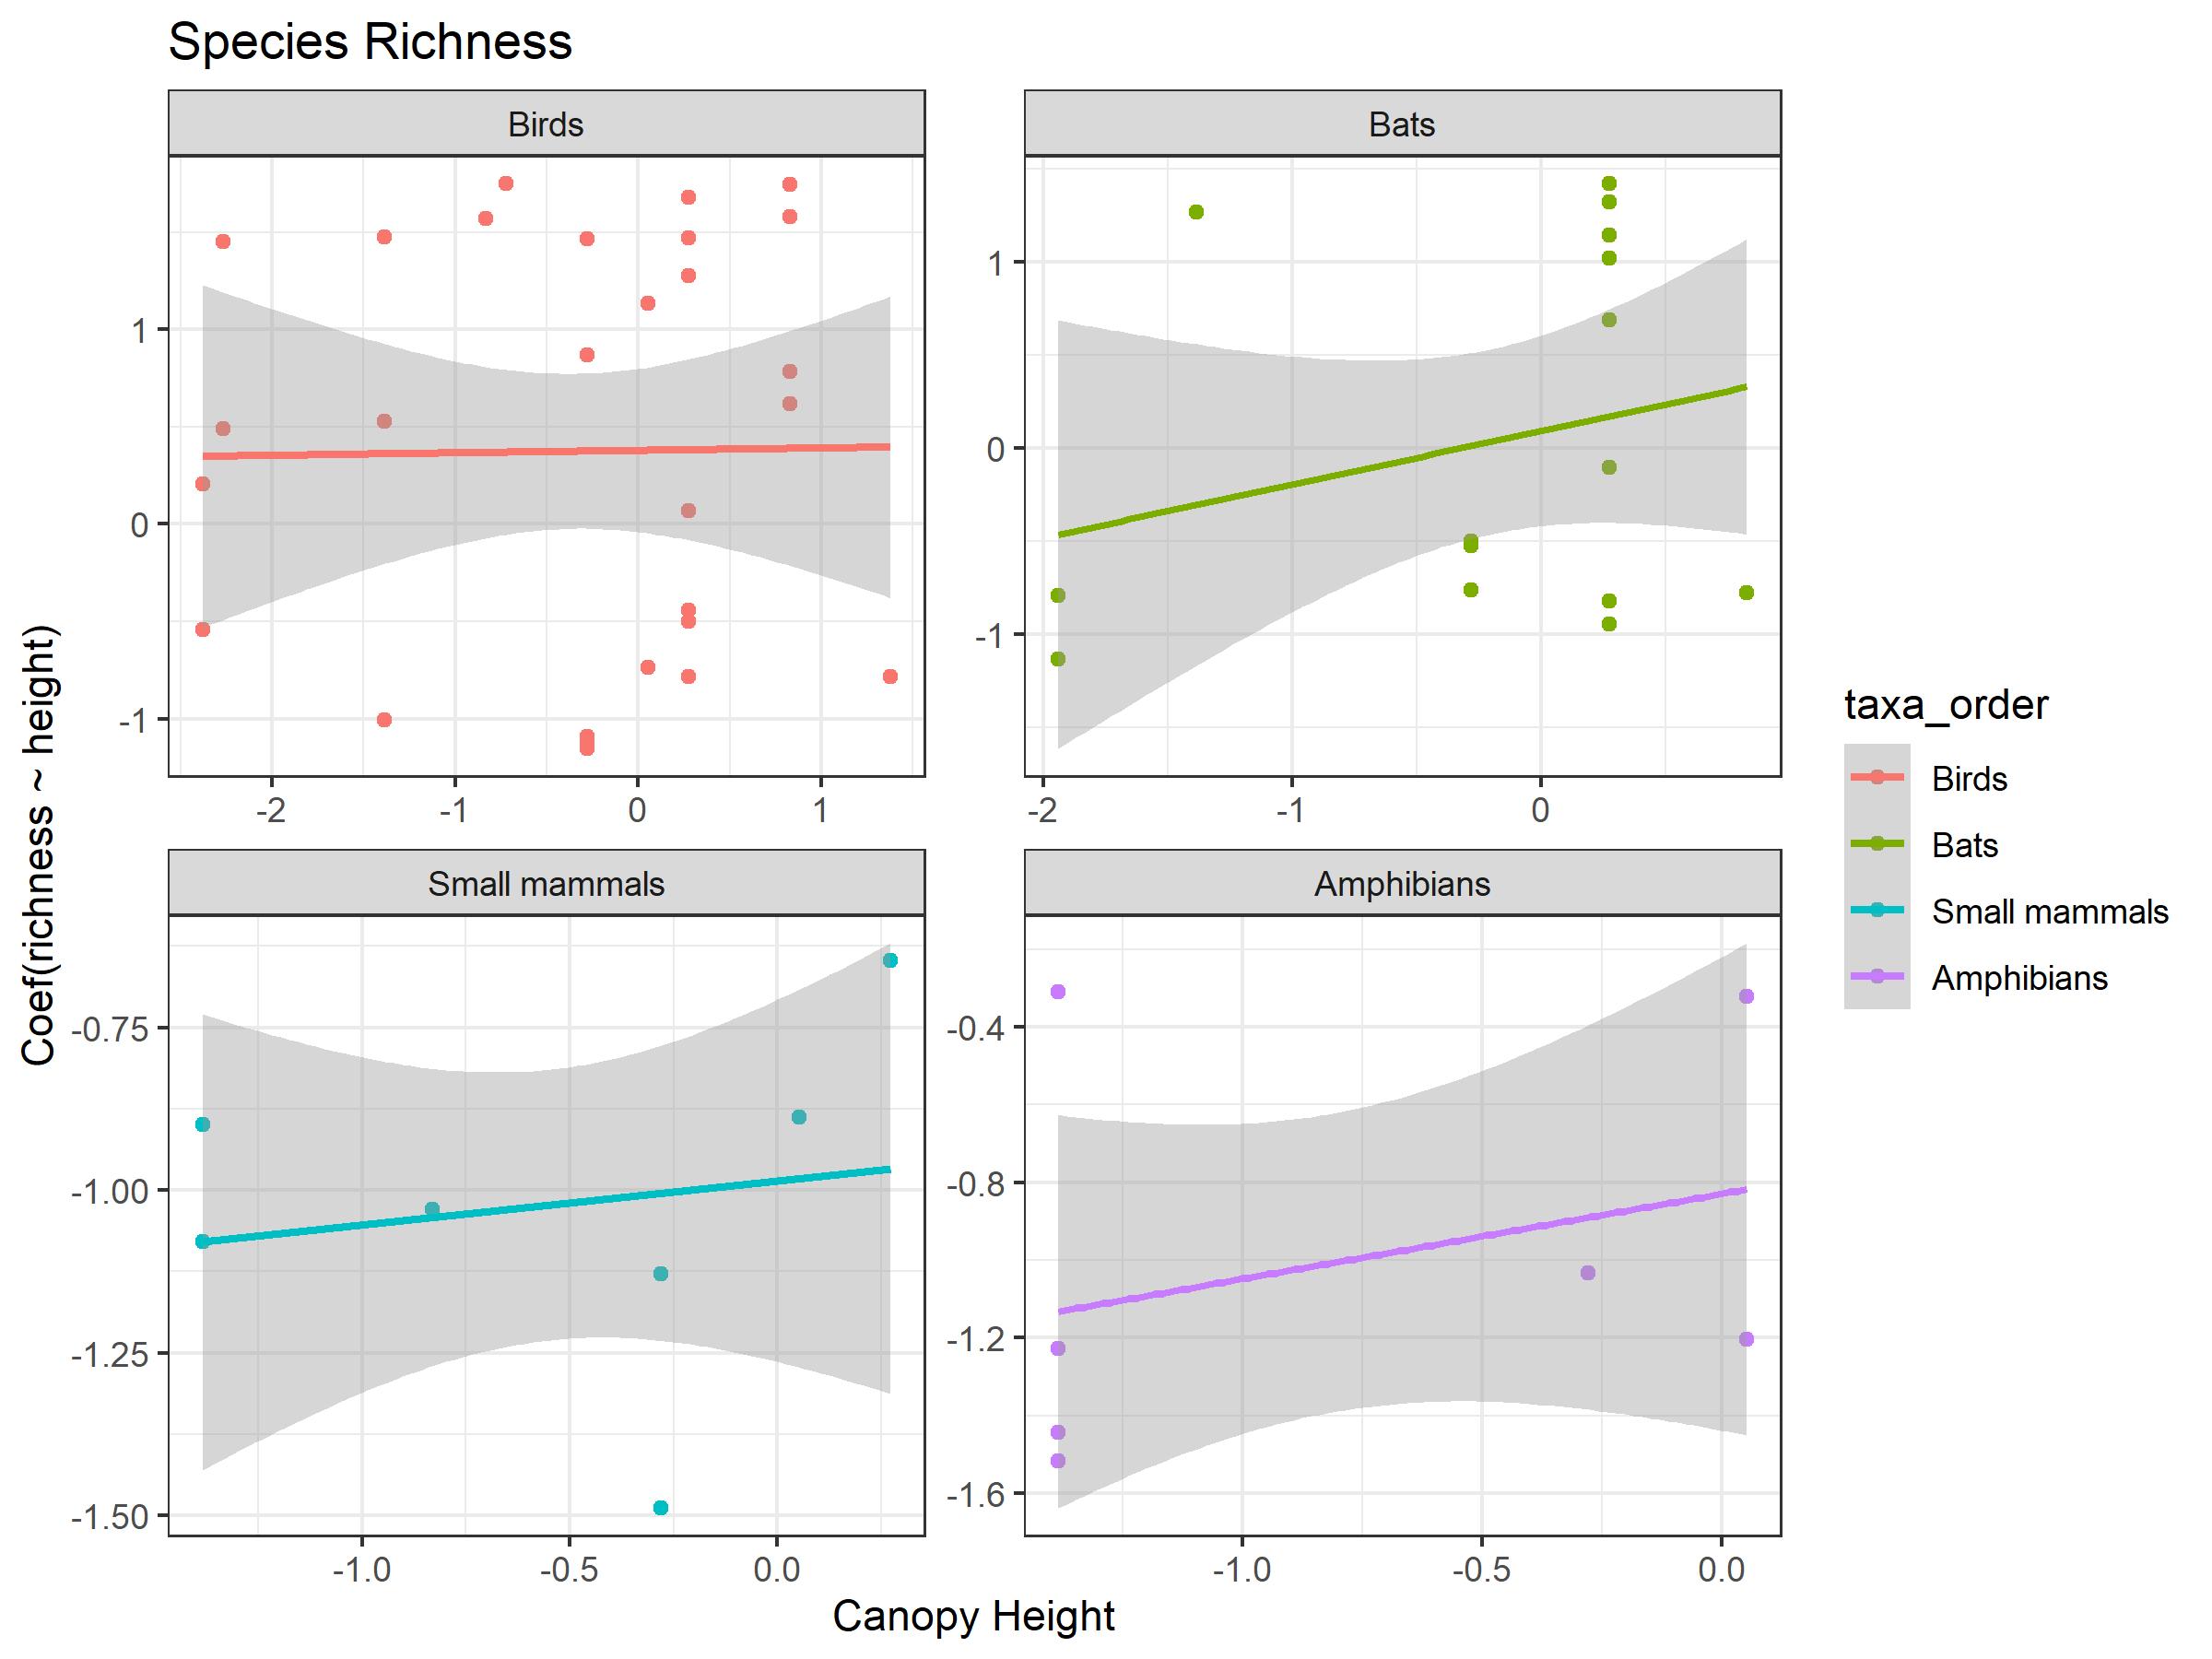 Species Richness
Birds
Bats
1
0
-1
1
0
-1
-2
-1
0
1
-2
-1
0
Small mammals
Amphibians
-0.75
-1.00
-1.25
-1.50
-0.4
-0.8
-1.2
-1.6
-1.0
-0.5
0.0
-1.0
-0.5
0.0
Canopy Height
Coef(richness ~ height)
taxa_order
Birds
Bats
Small mammals
Amphibians